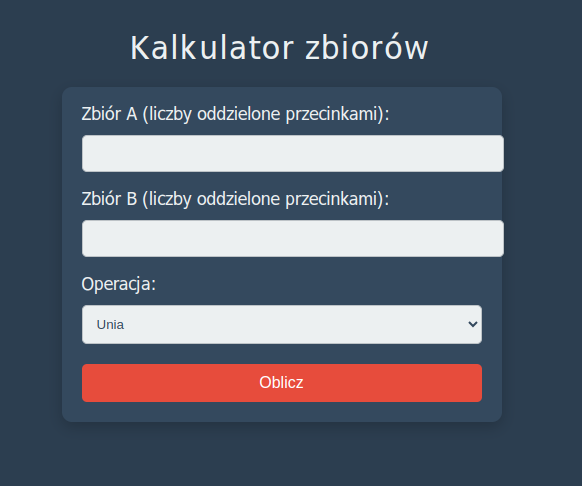 Kalkulator zbiorów
Zbiór A (liczby oddzielone przecinkami):
Zbiór B (liczby oddzielone przecinkami):
Operacja:
Unia
Oblicz